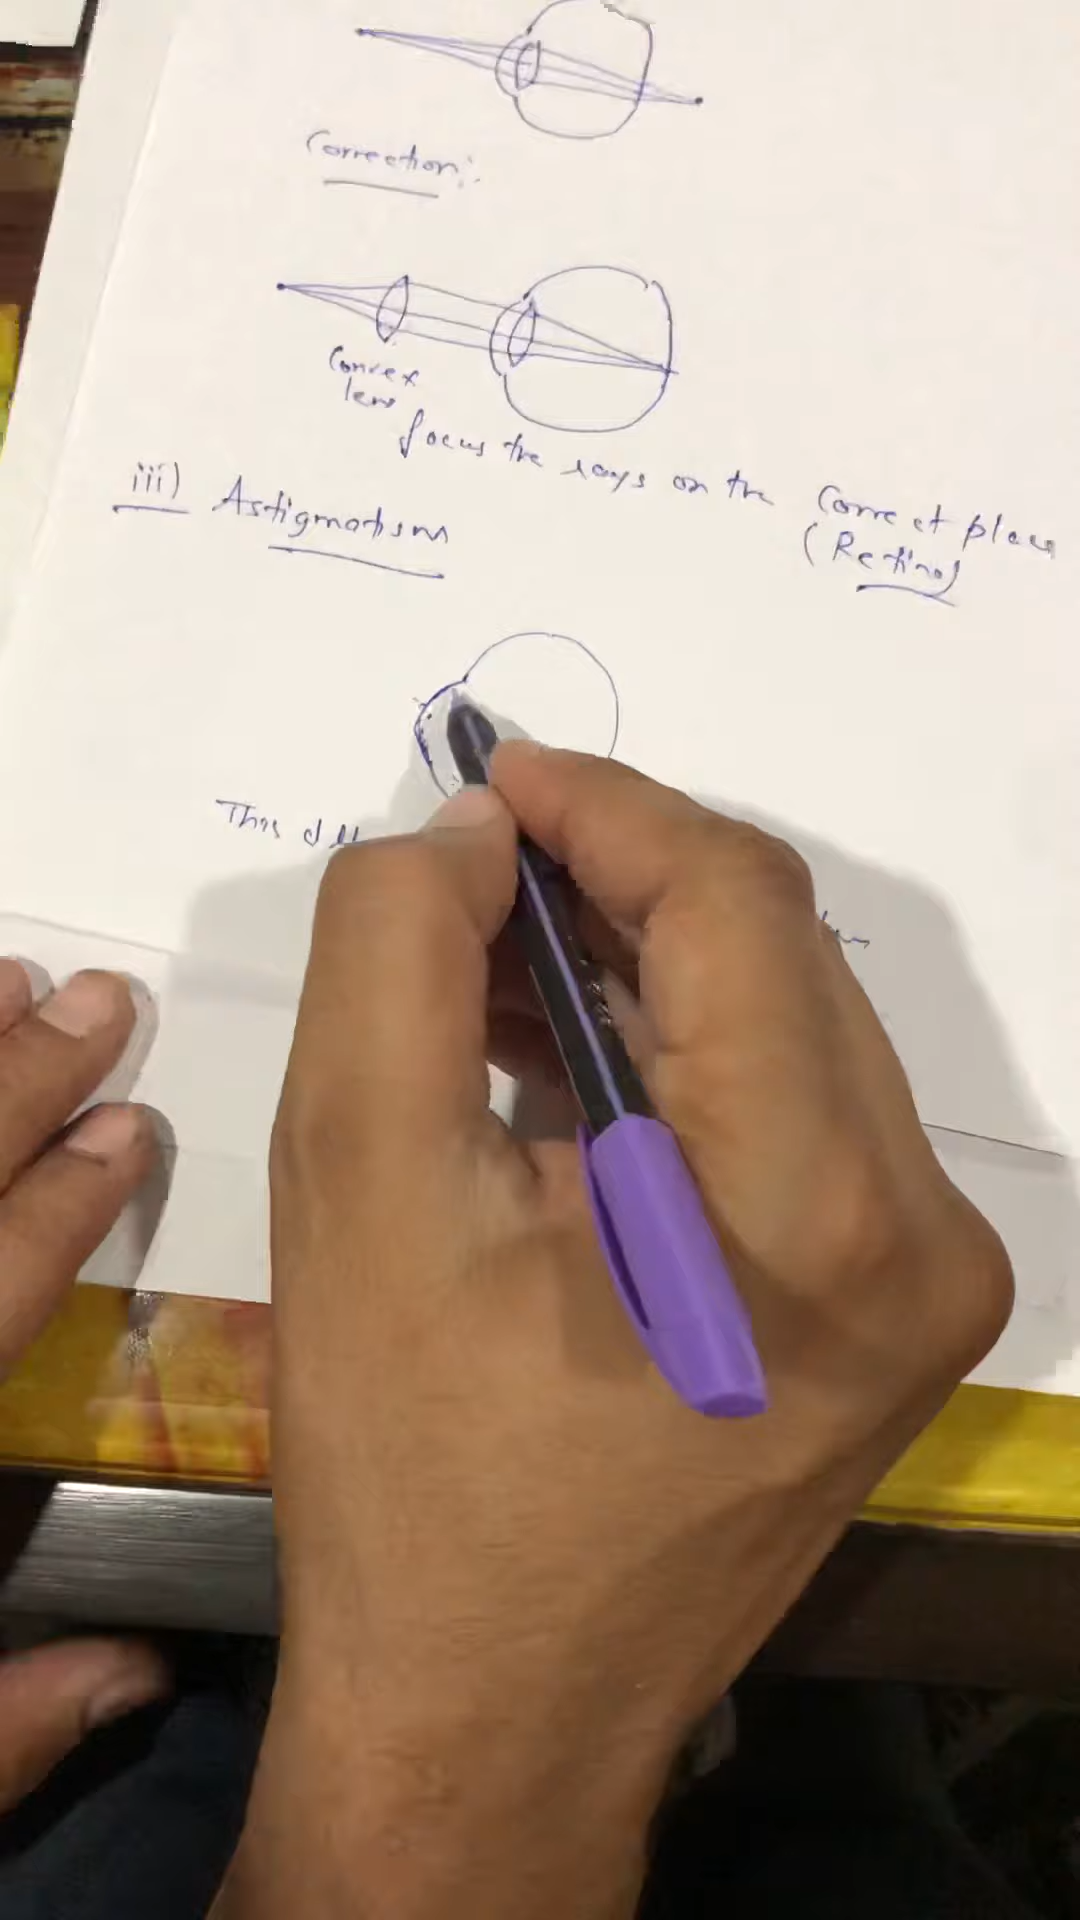 Correction:
Convex
lens
focus the rays on the Correct place
(Retina)
iii) Astigmatism
This